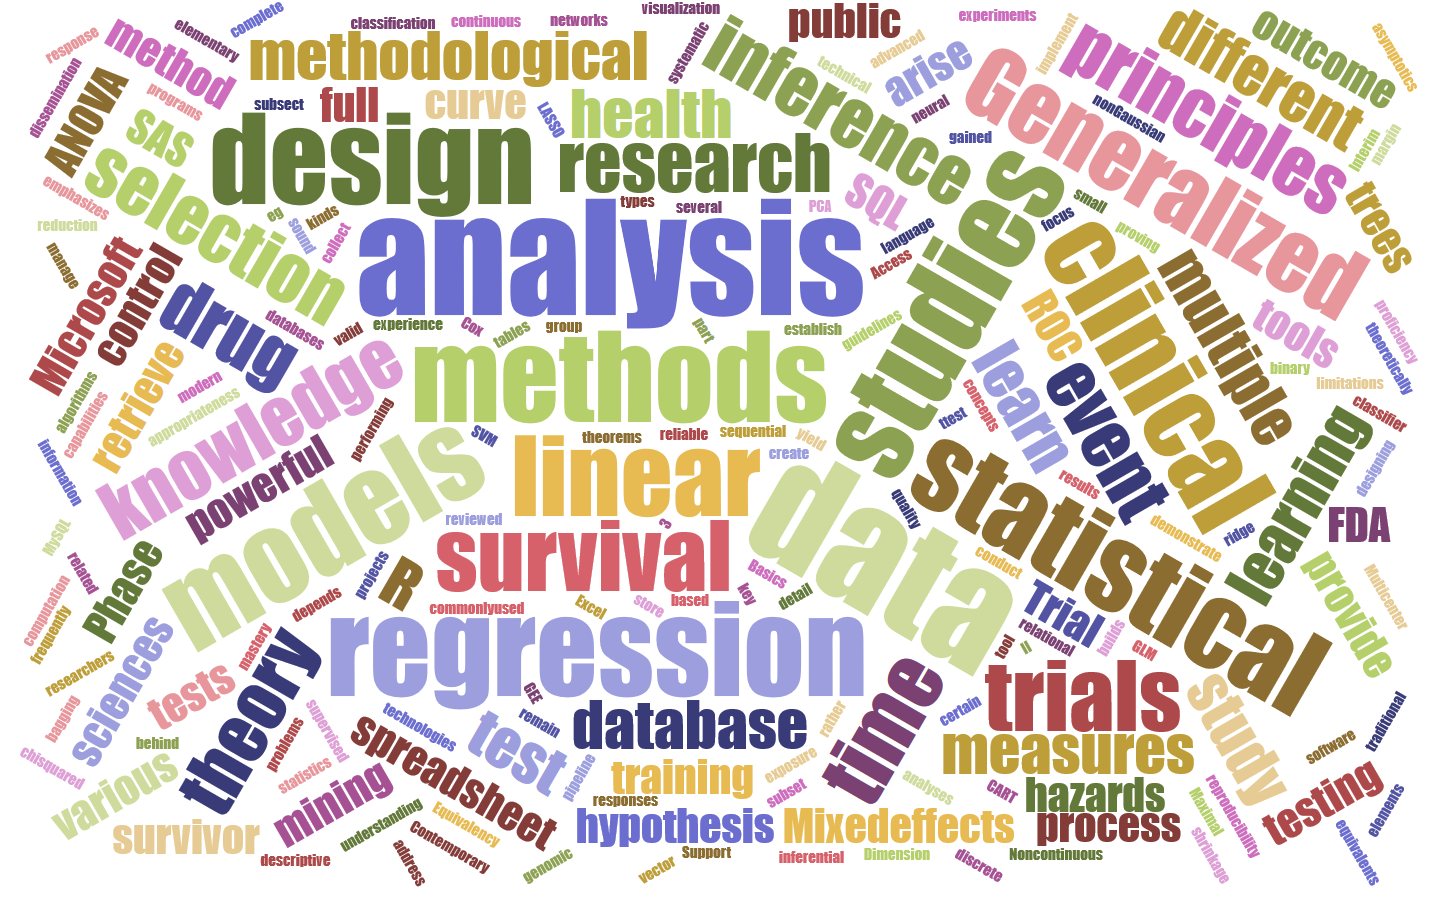 complete
classification
continuous
networks
visualization
public
experiments
response
method
elementary
methodological
systematic
inference
technical
advanced
arise
implement
principles
different
outcome
asymptotics
dissemination
ANOVA
programs
subsect
full
curve
LASSO
health
neural
gained
Generalized
nonGaussian
Interim
margin
SAS
design
research
selection
emphasizes
reduction
eg
sound
kinds
collect
types
several
PCA
SQL
language
Access
studies
focus
small
proving
trees
manage
Microsoft
control
drug
databases
valid
experience
analysis
Cox
tables
group
part
establish
guidelines
clinical
ROC
multiple
tools
proficiency
theoretically
binary
limitations
algorithms
capabilities
retrieve
modern
appropriateness
knowledge
performing
methods
learn
event
concepts
ttest
classifier
information
powerful
models
SVM
theorems
reliable
sequential
yield
create
linear
data
statistical
results
quality
learning
designing
FDA
MySQL
related
Phase
reviewed
3
survival
conduct
demonstrate
ridge
provide
Multicenter
computation
frequently
projects
R
depends
commonlyused
Excel
store
based
Basics
key
detail
Trial
relational
tool
ll
builds
GLM
researchers
sciences
mastery
tests
theory
regression
time
certain
trials
study
traditional
bagging
chisquared
behind
various
problems
supervised
statistics
technologies
GEE
remain
test
database
rather
measures
software
spreadsheet
pipeline
training
exposure
subset
analyses
CART
hazards
Maximal
reproducibility
testing
elements
survivor
mining
understanding
Equivalency
responses
hypothesis
Mixedeffects
process
shrinkage
equivalents
descriptive
address
Contemporary
genomic
vector
Support
inferential
Dimension
discrete
Noncontinuous